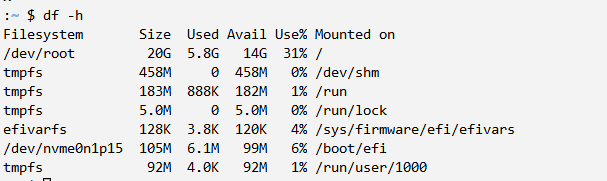 :~ $ df -h
Filesystem      Size  Used Avail Use% Mounted on
/dev/root        20G  5.8G   14G  31% /
tmpfs           458M     0  458M   0% /dev/shm
tmpfs           183M  888K  182M   1% /run
tmpfs           5.0M     0  5.0M   0% /run/lock
efivarfs        128K  3.8K  120K   4% /sys/firmware/efi/efivars
/dev/nvme0n1p15 105M  6.1M   99M   6% /boot/efi
tmpfs            92M  4.0K   92M   1% /run/user/1000